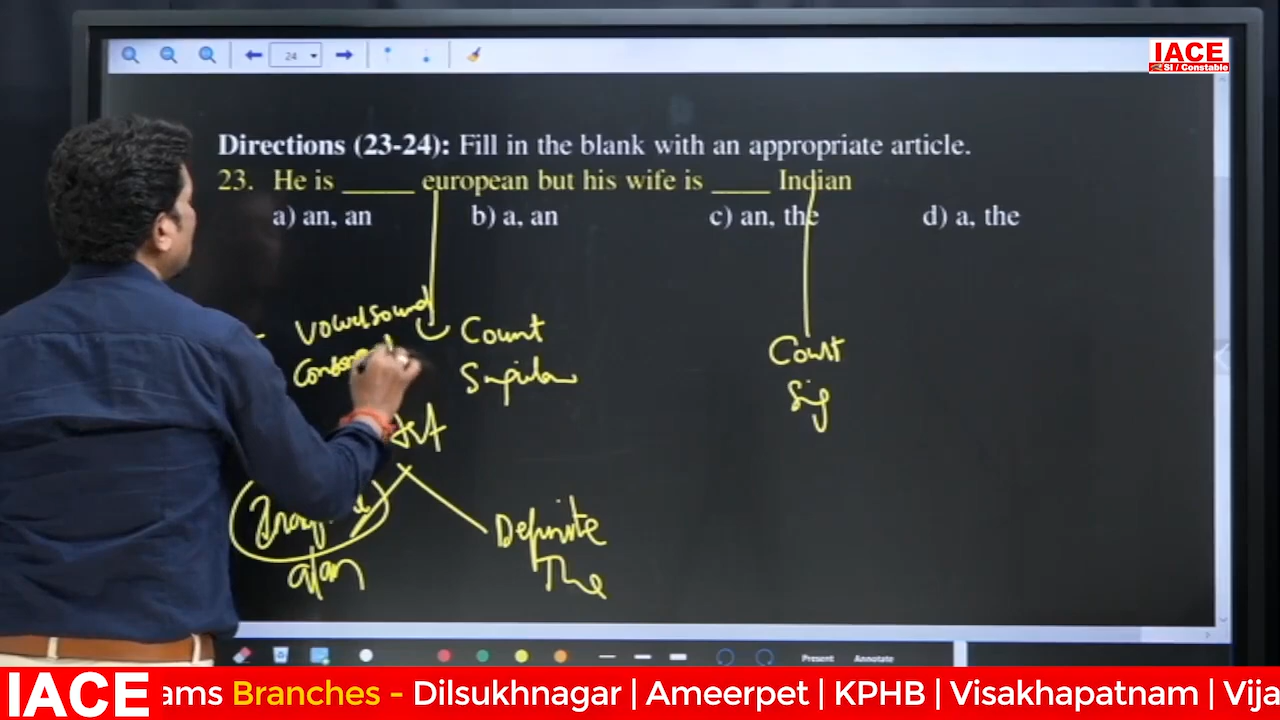 24
IACE
SI / Constable
Directions (23-24): Fill in the blank with an appropriate article.
23. He is _____ european but his wife is ____ Indian
a) an, an b) a, an c) an, the d) a, the
Vowel sound
Count
Singular
Count
Sig
Definite
The
a/an
Present Annotate
IACE ams Branches - Dilsukhnagar | Ameerpet | KPHB | Visakhapatnam | Vija